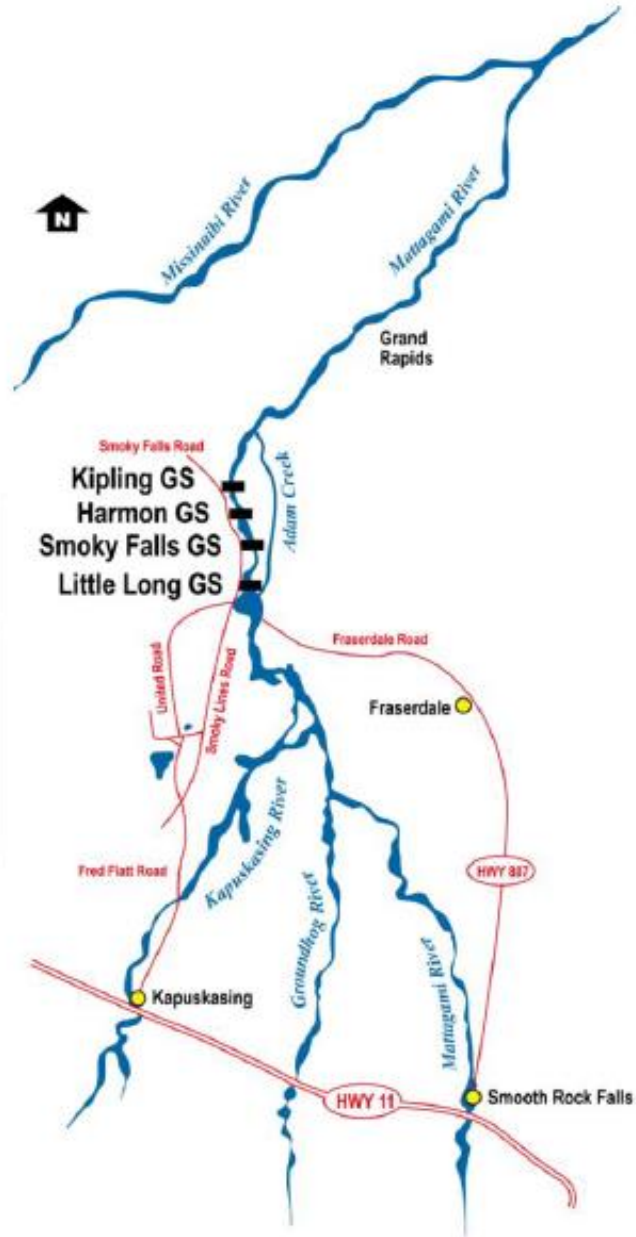 N
Missinaibi River
Mattagami River
Grand
Rapids
Smoky Falls Road
Kipling GS
Harmon GS
Smoky Falls GS
Little Long GS
Adam Creek
Fraserdale Road
United Road
Smoky Lines Road
Fraserdale
Kapuskasing River
Fred Flatt Road
HWY 807
Groundhog River
Mattagami River
Kapuskasing
HWY 11
Smooth Rock Falls